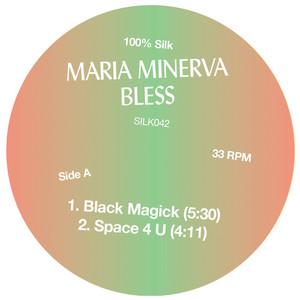 100% Silk
MARIA MINERVA
BLESS
SILK042
33 RPM
Side A
1. Black Magick (5:30)
2. Space 4 U (4:11)